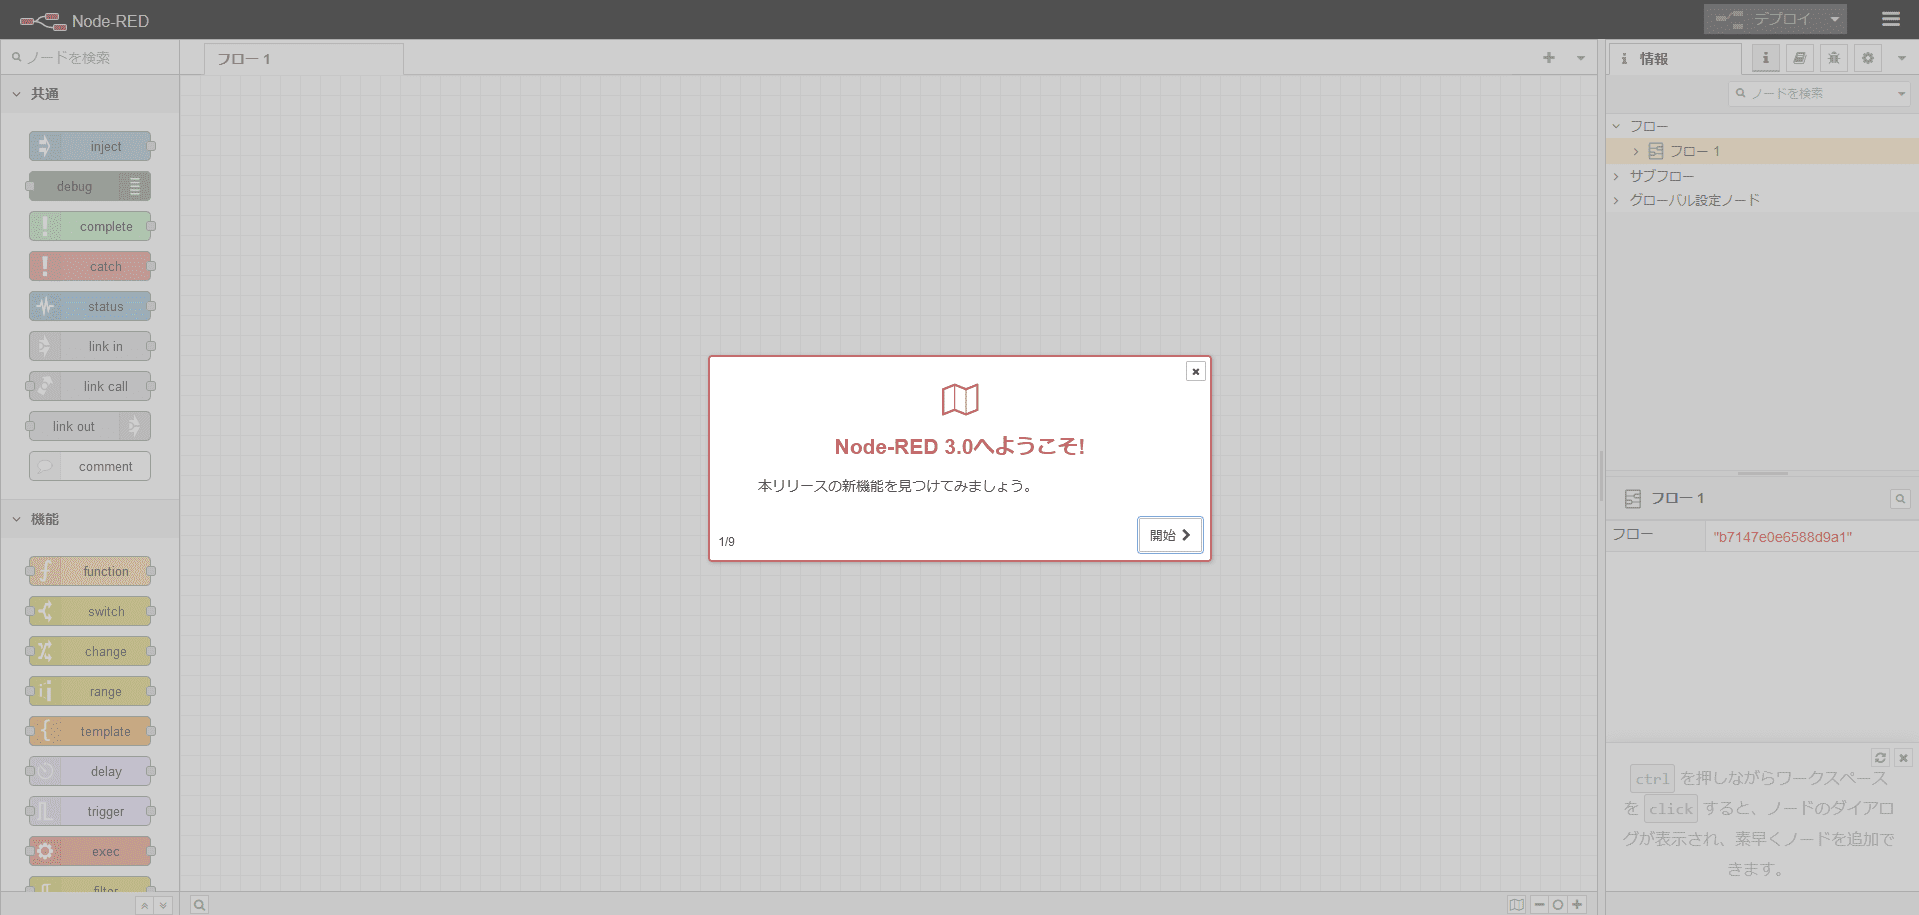 Node-RED
デプロイ
ノードを検索
フロー 1
情報
共通
ノードを検索
inject
debug
complete
catch
status
link in
link call
link out
comment
機能
function
switch
change
range
template
delay
trigger
exec
filter
Node-RED 3.0へようこそ!
本リリースの新機能を見つけてみましょう。
1/9
開始
フロー
フロー 1
サブフロー
グローバル設定ノード
フロー 1
フロー "b7147e0e6588d9a1"
ctrl を押しながらワークスペース
を click すると、ノードのダイアロ
グが表示され、素早くノードを追加で
きます。